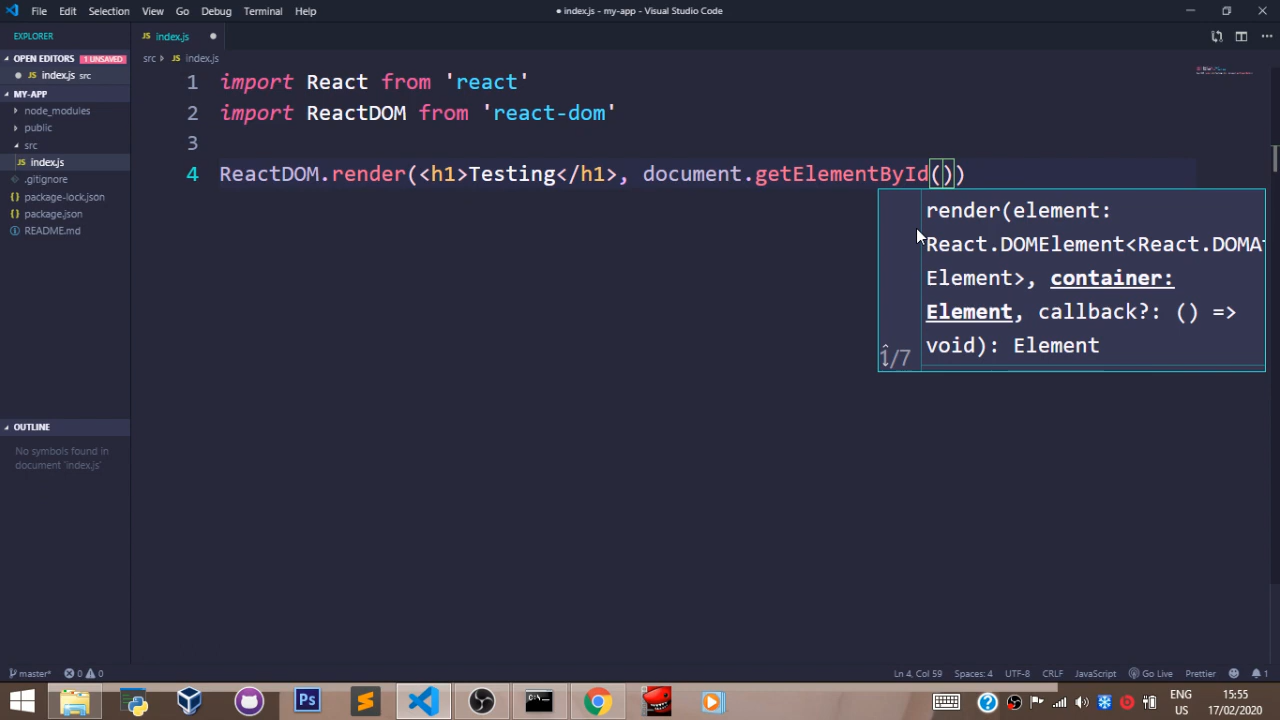 File Edit Selection View Go Debug Terminal Help
● index.js - my-app - Visual Studio Code
EXPLORER
OPEN EDITORS 1 UNSAVED
index.js src
MY-APP
node_modules
public
src
JS index.js
.gitignore
package-lock.json
package.json
README.md
OUTLINE
No symbols found in
document 'index.js'
JS index.js
src JS index.js
1 import React from 'react'
2 import ReactDOM from 'react-dom'
3
4 ReactDOM.render(<h1>Testing</h1>, document.getElementById())
render(element:
React.DOMElement<React.DOMA
Element>, container:
Element, callback?: () =>
void): Element
1/7
master* 0 0
Ln 4, Col 59 Spaces: 4 UTF-8 CRLF JavaScript Go Live Prettier 1
Ps
ENG
US
15:55
17/02/2020